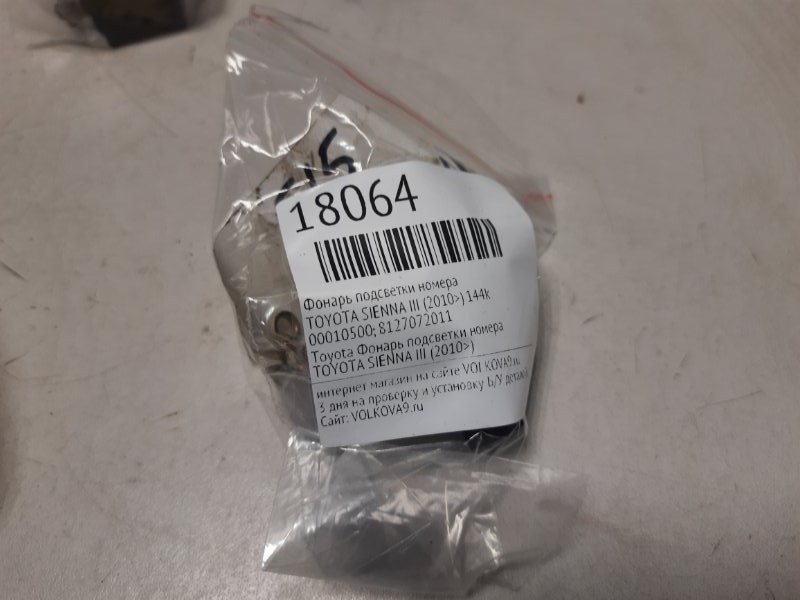 18064
Фонарь подсветки номера
TOYOTA SIENNA III (2010>) 144k
00010500; 8127072011
Toyota Фонарь подсветки номера
TOYOTA SIENNA III (2010>)
интернет магазин на сайте VOLKOVA9.ru
3 дня на проверку и установку Б/У детали
Сайт: VOLKOVA9.ru